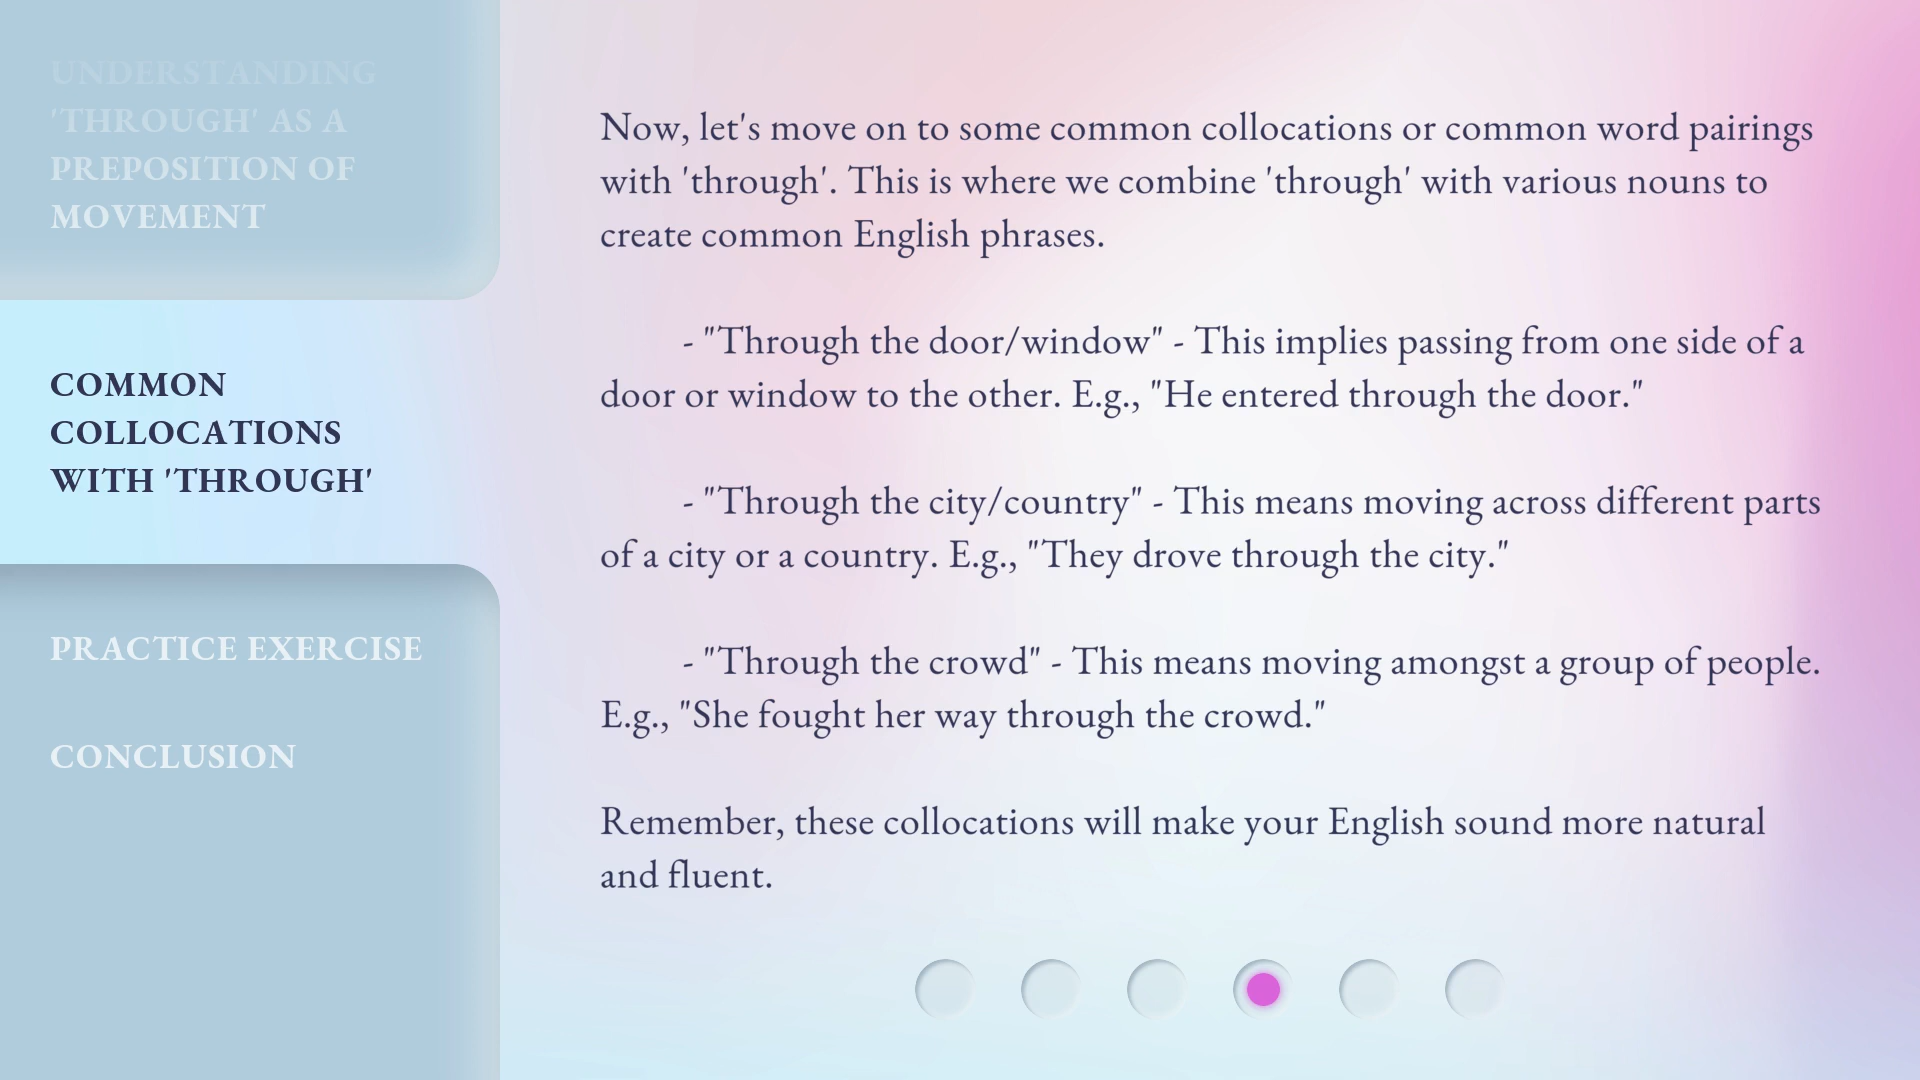 UNDERSTANDING
'THROUGH' AS A
PREPOSITION OF
MOVEMENT
COMMON
COLLOCATIONS
WITH 'THROUGH'
PRACTICE EXERCISE
CONCLUSION
Now, let's move on to some common collocations or common word pairings
with 'through'. This is where we combine 'through' with various nouns to
create common English phrases.
- "Through the door/window" - This implies passing from one side of a
door or window to the other. E.g., "He entered through the door."
- "Through the city/country" - This means moving across different parts
of a city or a country. E.g., "They drove through the city."
- "Through the crowd" - This means moving amongst a group of people.
E.g., "She fought her way through the crowd."
Remember, these collocations will make your English sound more natural
and fluent.